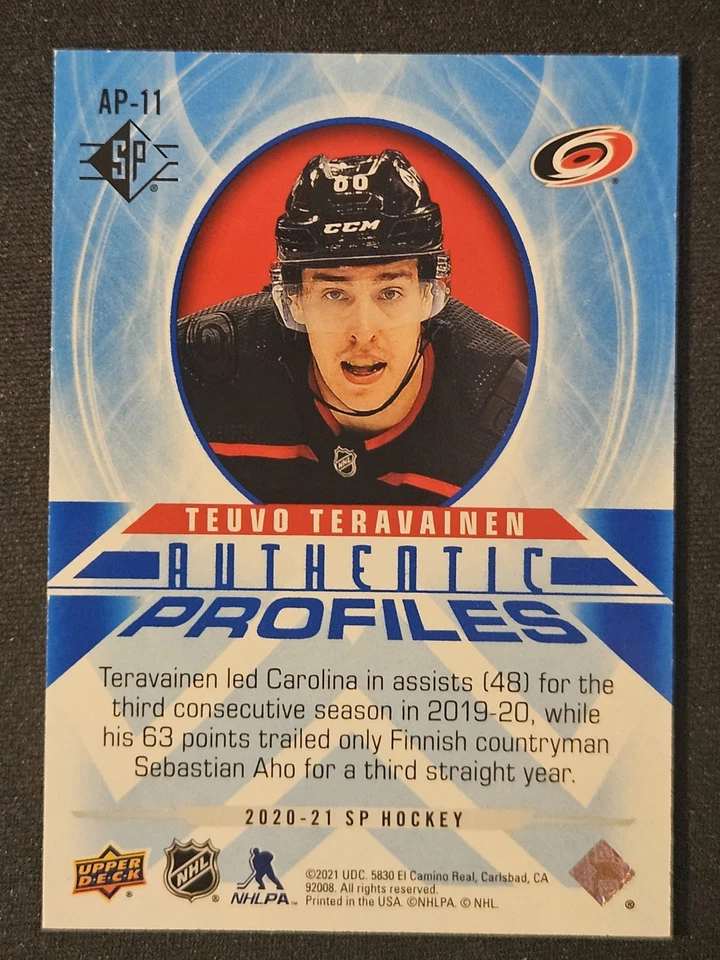 AP-11
SP®
60
CCM
NHL
TEUVO TERAVAINEN
AUTHENTIC
PROFILES
Teravainen led Carolina in assists (48) for the
third consecutive season in 2019-20, while
his 63 points trailed only Finnish countryman
Sebastian Aho for a third straight year.
2020-21 SP HOCKEY
UPPER
DECK®
NHL®
NHLPA™
©2021 UDC. 5830 El Camino Real, Carlsbad, CA
92008. All rights reserved.
Printed in the USA. ©NHLPA. © NHL.
®